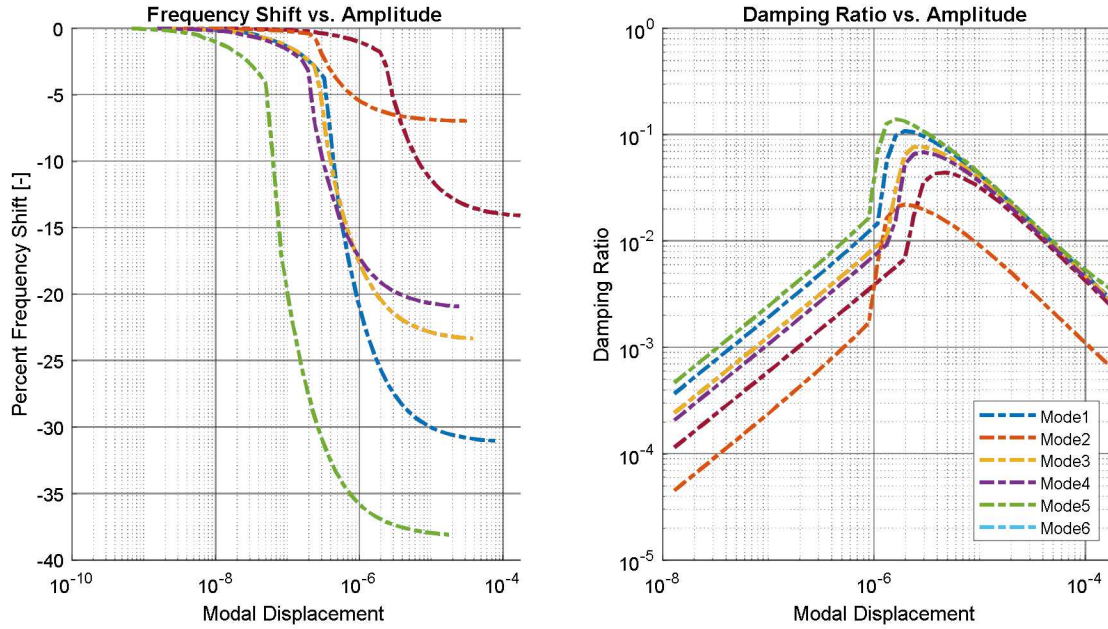 Frequency Shift vs. Amplitude
0
-5
-10
-15
-20
-25
-30
-35
-40
10^-10
10^-8
10^-6
10^-4
Percent Frequency Shift [-]
Modal Displacement
Damping Ratio vs. Amplitude
10^0
10^-1
10^-2
10^-3
10^-4
10^-5
10^-8
10^-6
10^-4
Damping Ratio
Modal Displacement
Mode1
Mode2
Mode3
Mode4
Mode5
Mode6